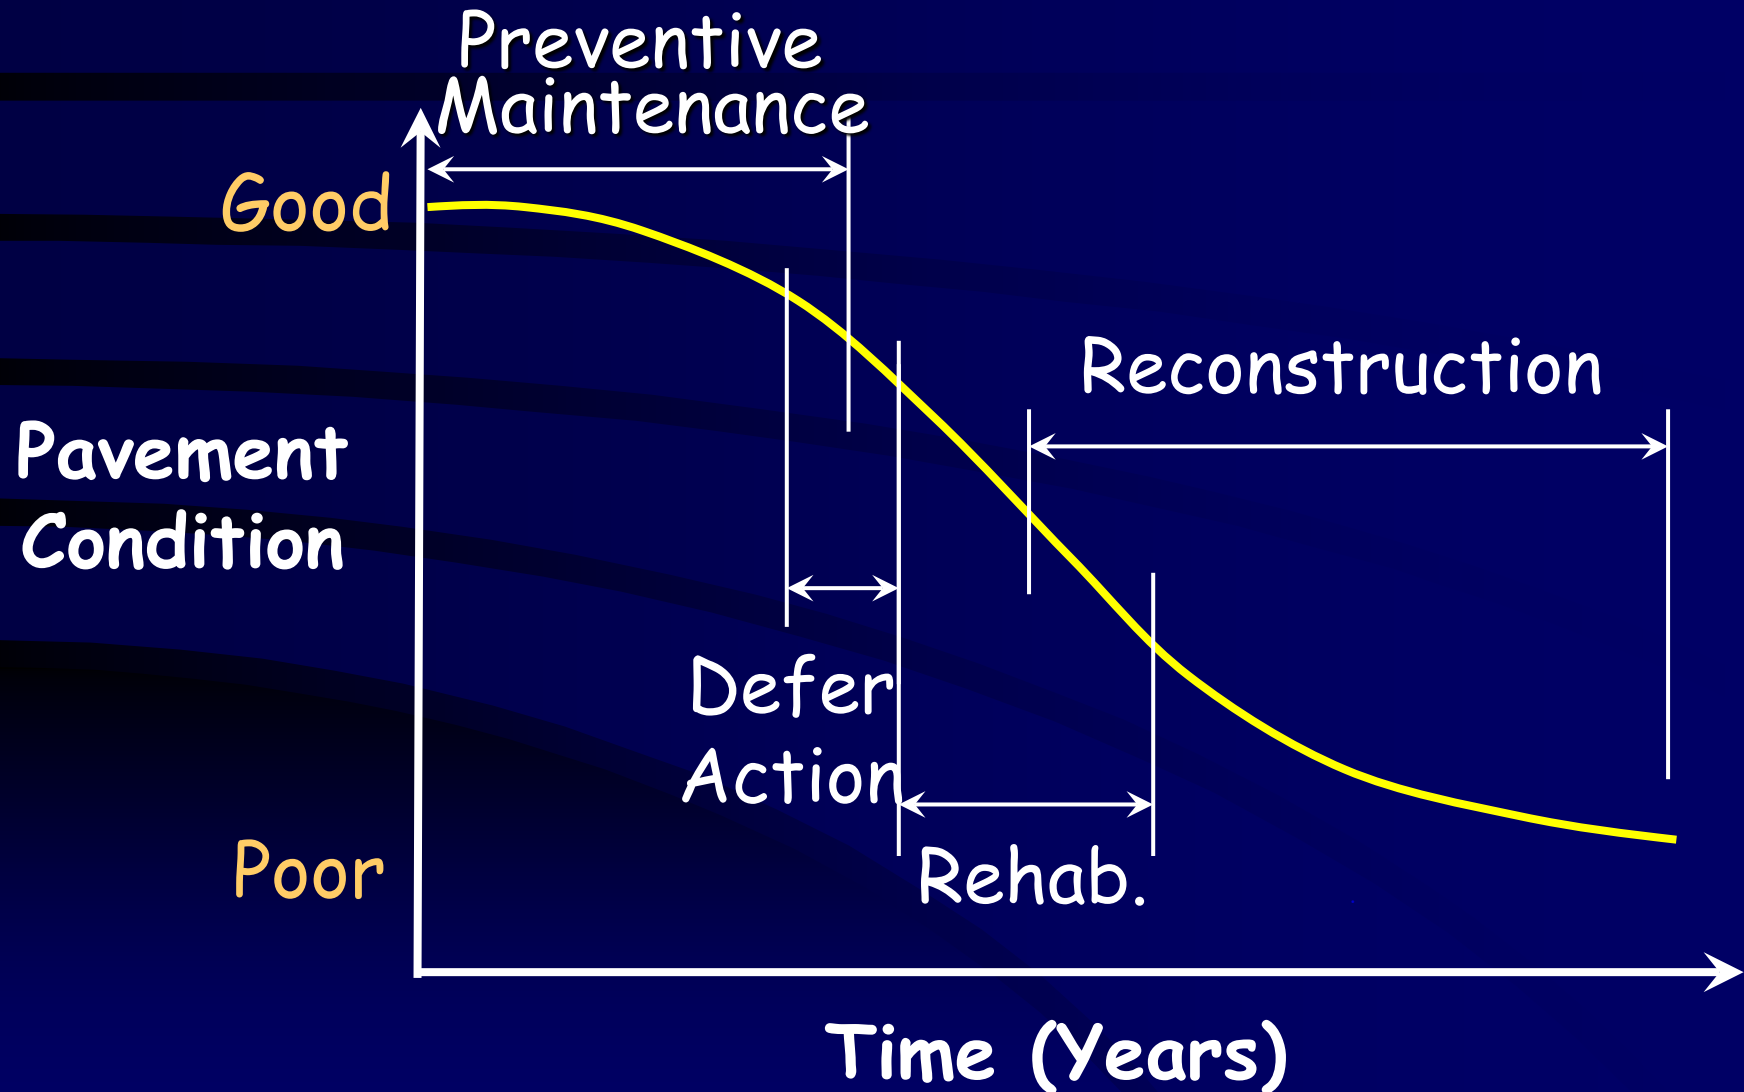 Preventive
Maintenance
Good
Reconstruction
Pavement
Condition
Defer
Action
Poor
Rehab.
Time (Years)